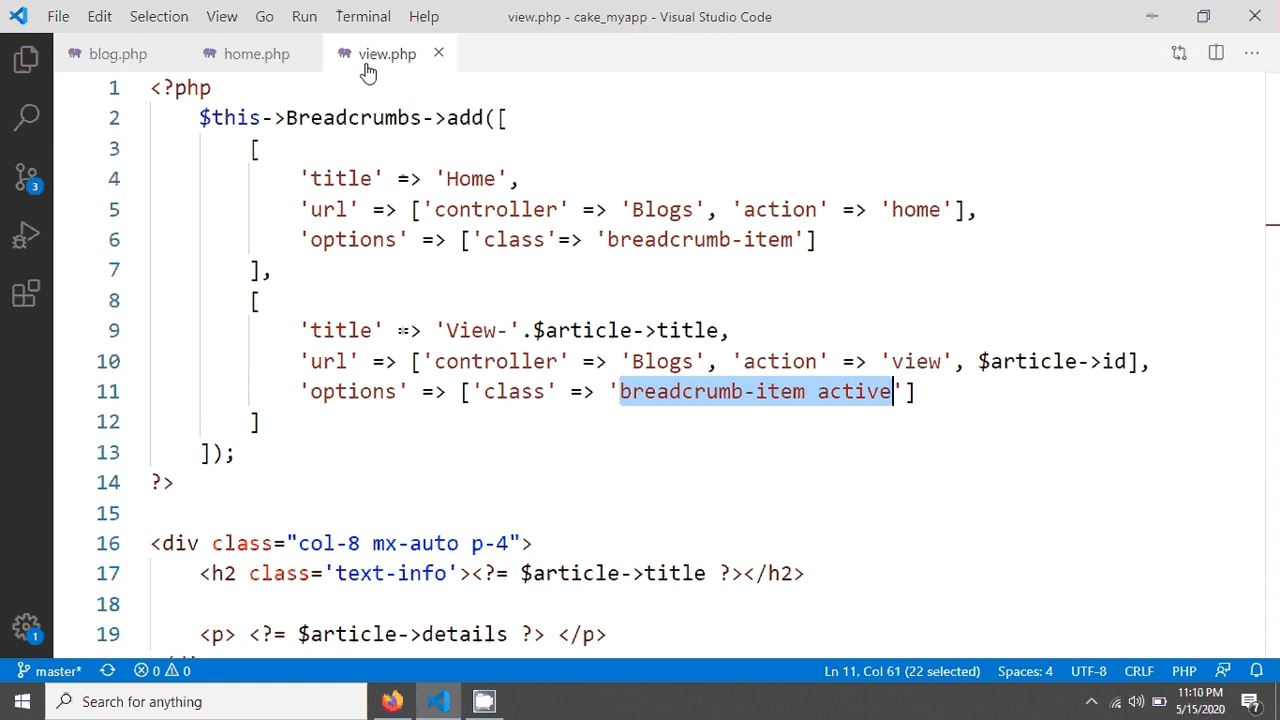 File Edit Selection View Go Run Terminal Help view.php - cake_myapp - Visual Studio Code
blog.php home.php view.php
1 <?php
2 $this->Breadcrumbs->add([
3 [
4 'title' => 'Home',
5 'url' => ['controller' => 'Blogs', 'action' => 'home'],
6 'options' => ['class'=> 'breadcrumb-item']
7 ],
8 [
9 'title' => 'View-'.$article->title,
10 'url' => ['controller' => 'Blogs', 'action' => 'view', $article->id],
11 'options' => ['class' => 'breadcrumb-item active']
12 ]
13 ]);
14 ?>
15
16 <div class="col-8 mx-auto p-4">
17 <h2 class='text-info'><?= $article->title ?></h2>
18
19 <p> <?= $article->details ?> </p>
3
1
master* 0 0 Ln 11, Col 61 (22 selected) Spaces: 4 UTF-8 CRLF PHP
Search for anything
11:10 PM
5/15/2020
7